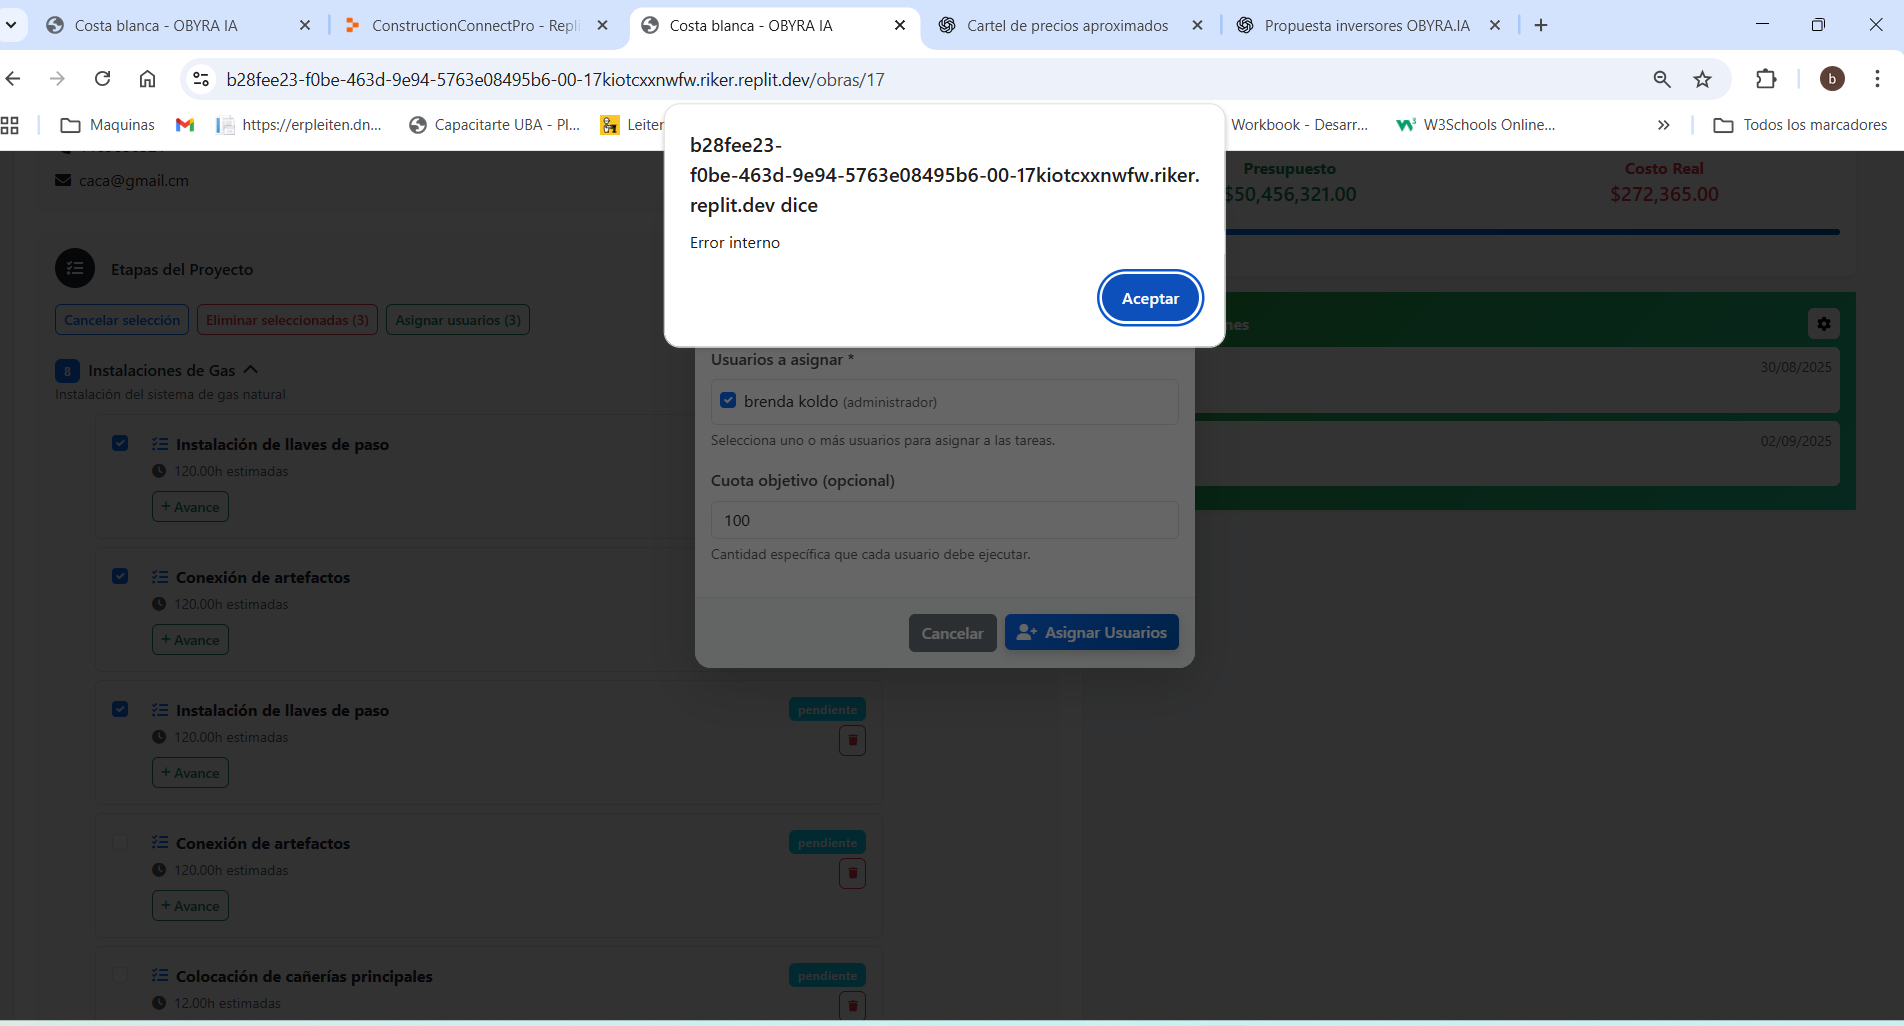 Costa blanca - OBYRA IA
ConstructionConnectPro - Repli
Costa blanca - OBYRA IA
Cartel de precios aproximados
Propuesta inversores OBYRA.IA
b28fee23-f0be-463d-9e94-5763e08495b6-00-17kiotcxxnwfw.riker.replit.dev/obras/17
b
Maquinas
https://erpleiten.dn...
Capacitarte UBA - Pl...
Leiter
Workbook - Desarr...
W3Schools Online...
Todos los marcadores
b28fee23-
f0be-463d-9e94-5763e08495b6-00-17kiotcxxnwfw.riker.
replit.dev dice
Error interno
Aceptar
caca@gmail.cm
Presupuesto
$50,456,321.00
Costo Real
$272,365.00
Etapas del Proyecto
Cancelar selección
Eliminar seleccionadas (3)
Asignar usuarios (3)
8
Instalaciones de Gas
Instalación del sistema de gas natural
Instalación de llaves de paso
120.00h estimadas
+ Avance
Conexión de artefactos
120.00h estimadas
+ Avance
Instalación de llaves de paso
pendiente
120.00h estimadas
+ Avance
Conexión de artefactos
pendiente
120.00h estimadas
+ Avance
Colocación de cañerías principales
pendiente
12.00h estimadas
Usuarios a asignar *
brenda koldo (administrador)
Selecciona uno o más usuarios para asignar a las tareas.
Cuota objetivo (opcional)
100
Cantidad específica que cada usuario debe ejecutar.
Cancelar
Asignar Usuarios
nes
30/08/2025
02/09/2025